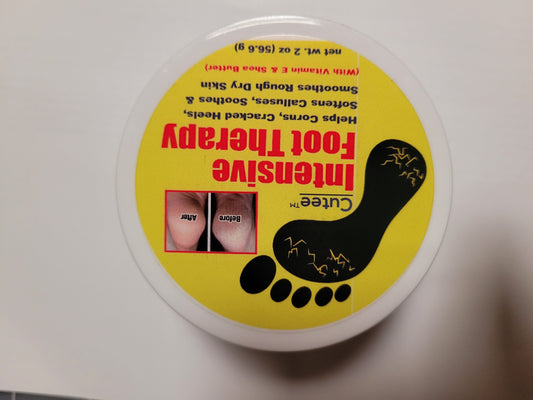 Cutee™
Intensive
Foot Therapy
Helps Corns, Cracked Heels,
Softens Calluses, Soothes &
Smoothes Rough Dry Skin
(With Vitamin E & Shea Butter)
net wt. 2 oz (56.6 g)
Before
After